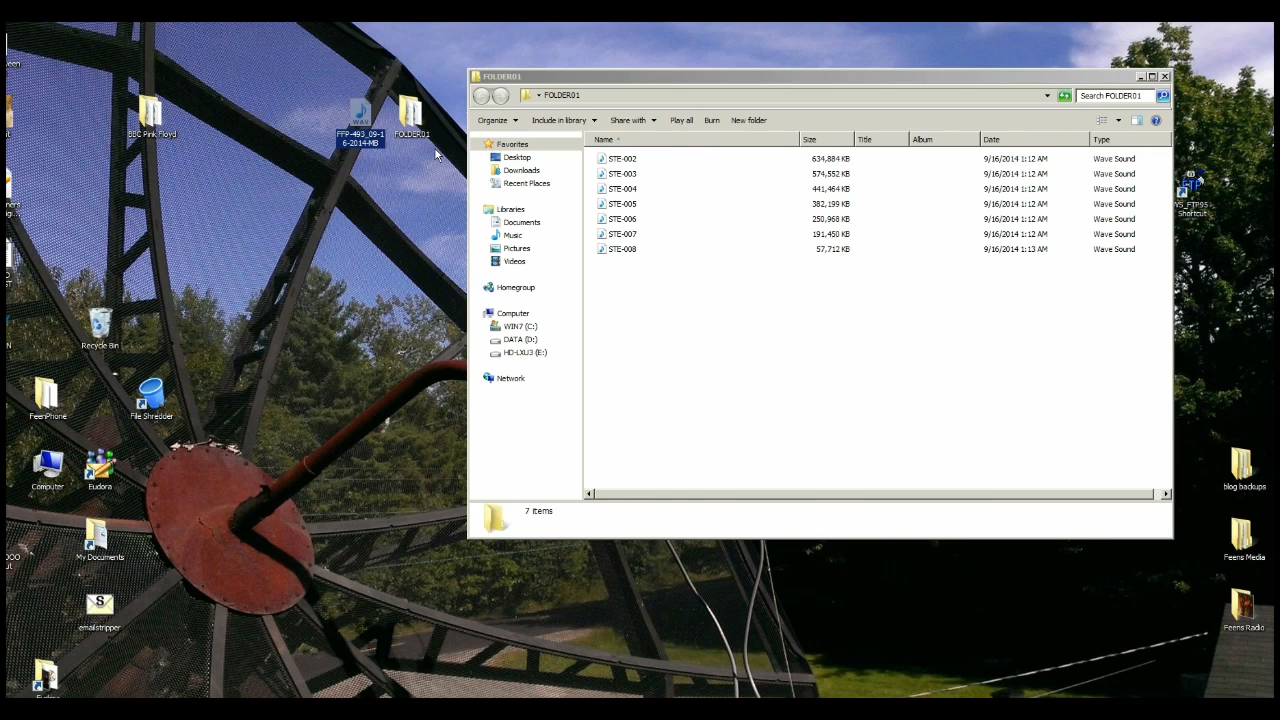 BBC Pink Floyd
WAV
FFP-493_09-1
6-2014-MB
FOLDER01
Recycle Bin
FeenPhone
File Shredder
Computer
Eudora
My Documents
S
emailstripper
FOLDER01
FOLDER01
Search FOLDER01
Organize
Include in library
Share with
Play all
Burn
New folder
Favorites
Desktop
Downloads
Recent Places
Libraries
Documents
Music
Pictures
Videos
Homegroup
Computer
WIN7 (C:)
DATA (D:)
HD-LXU3 (E:)
Network
Name Size Title Album Date Type
STE-002 634,884 KB 9/16/2014 1:12 AM Wave Sound
STE-003 574,552 KB 9/16/2014 1:12 AM Wave Sound
STE-004 441,464 KB 9/16/2014 1:12 AM Wave Sound
STE-005 382,199 KB 9/16/2014 1:12 AM Wave Sound
STE-006 250,968 KB 9/16/2014 1:12 AM Wave Sound
STE-007 191,450 KB 9/16/2014 1:12 AM Wave Sound
STE-008 57,712 KB 9/16/2014 1:13 AM Wave Sound
7 items
FTP
WS_FTP95
Shortcut
blog backups
Feens Media
Feens Radio